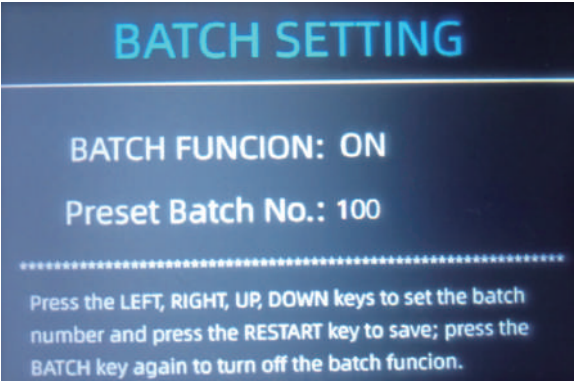 BATCH SETTING
BATCH FUNCION: ON
Preset Batch No.: 100
************************************************************
Press the LEFT, RIGHT, UP, DOWN keys to set the batch
number and press the RESTART key to save; press the
BATCH key again to turn off the batch funcion.